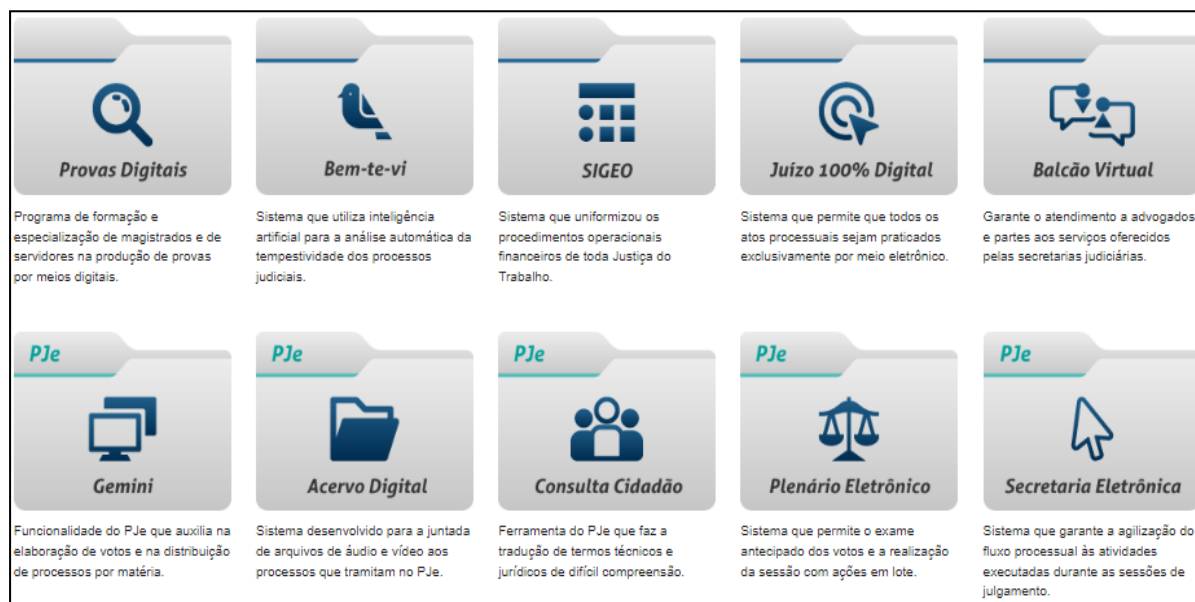 Provas Digitais
Programa de formação e
especialização de magistrados e de
servidores na produção de provas
por meios digitais.
Bem-te-vi
Sistema que utiliza inteligência
artificial para a análise automática da
tempestividade dos processos
judiciais.
SIGEO
Sistema que uniformizou os
procedimentos operacionais
financeiros de toda Justiça do
Trabalho.
Juízo 100% Digital
Sistema que permite que todos os
atos processuais sejam praticados
exclusivamente por meio eletrônico.
Balcão Virtual
Garante o atendimento a advogados
e partes aos serviços oferecidos
pelas secretarias judiciárias.
PJe
Gemini
Funcionalidade do PJe que auxilia na
elaboração de votos e na distribuição
de processos por matéria.
PJe
Acervo Digital
Sistema desenvolvido para a juntada
de arquivos de áudio e vídeo aos
processos que tramitam no PJe.
PJe
Consulta Cidadão
Ferramenta do PJe que faz a
tradução de termos técnicos e
jurídicos de difícil compreensão.
PJe
Plenário Eletrônico
Sistema que permite o exame
antecipado dos votos e a realização
da sessão com ações em lote.
PJe
Secretaria Eletrônica
Sistema que garante a agilização do
fluxo processual às atividades
executadas durante as sessões de
julgamento.